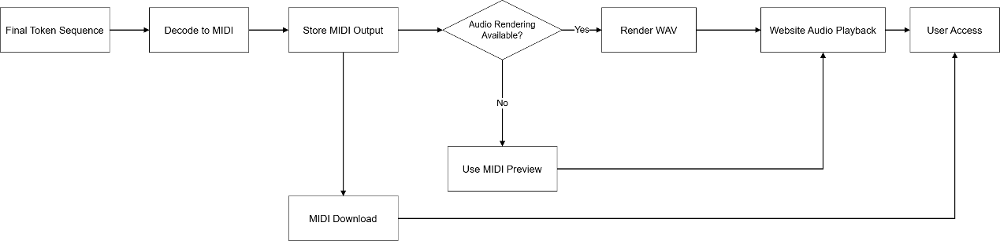 Final Token Sequence
Decode to MIDI
Store MIDI Output
Audio Rendering
Available?
Yes
Render WAV
Website Audio Playback
User Access
No
Use MIDI Preview
MIDI Download